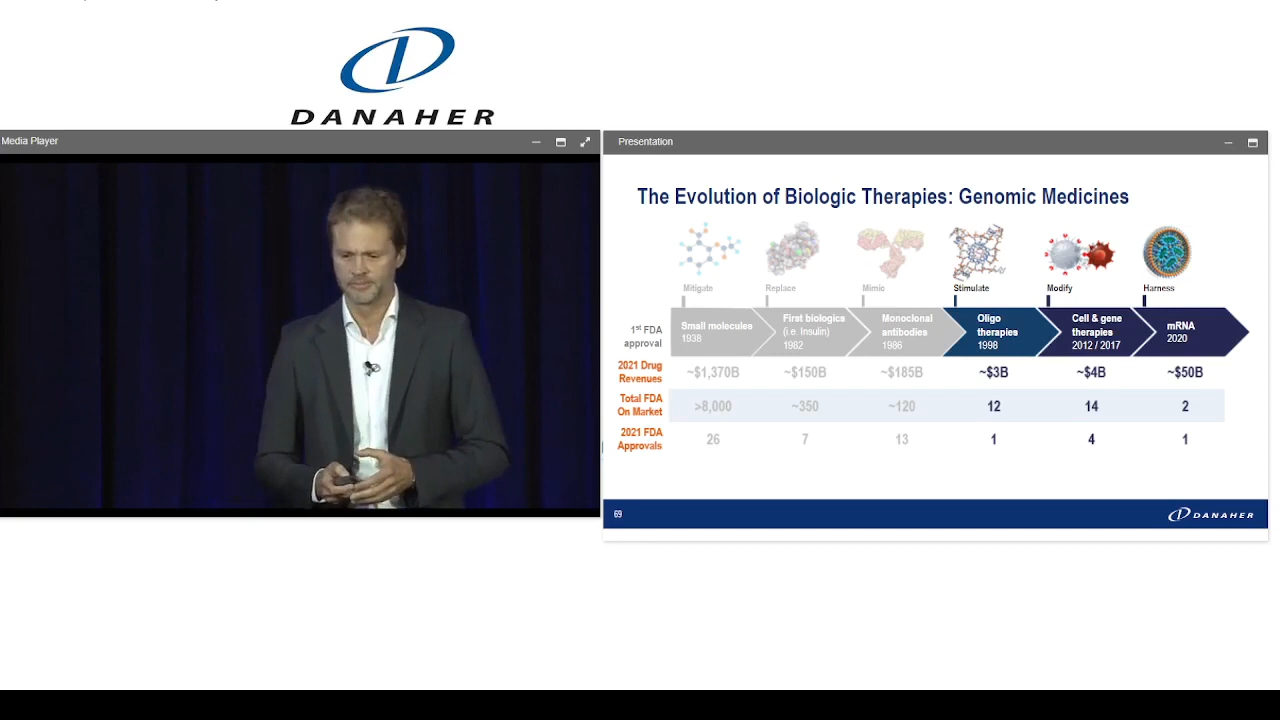 DANAHER
Media Player
Presentation
The Evolution of Biologic Therapies: Genomic Medicines
Mitigate Replace Mimic Stimulate Modify Harness
1st FDA
approval
Small molecules
1938
First biologics
(i.e. Insulin)
1982
Monoclonal
antibodies
1986
Oligo
therapies
1998
Cell & gene
therapies
2012 / 2017
mRNA
2020
2021 Drug
Revenues
~$1,370B ~$150B ~$185B ~$3B ~$4B ~$50B
Total FDA
On Market
>8,000 ~350 ~120 12 14 2
2021 FDA
Approvals
26 7 13 1 4 1
69
DANAHER